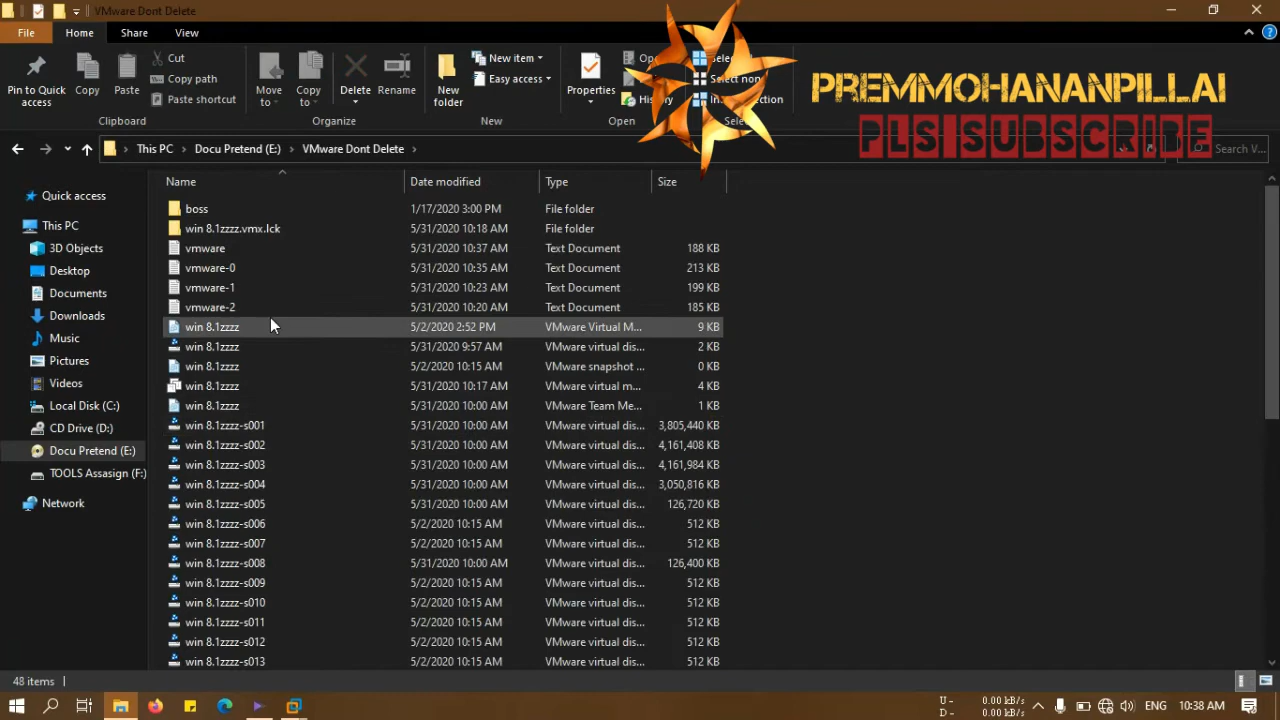 VMware Dont Delete
File
Home
Share
View
Pin to Quick access
Copy
Paste
Cut
Copy path
Paste shortcut
Clipboard
Move to
Copy to
Delete
Rename
Organize
New folder
New item
Easy access
New
Properties
History
Open
Select none
PREMMOHANANPILLAI
PLS SUBSCRIBE
This PC
Docu Pretend (E:)
VMware Dont Delete
Search V...
Name
Date modified
Type
Size
Quick access
This PC
3D Objects
Desktop
Documents
Downloads
Music
Pictures
Videos
Local Disk (C:)
CD Drive (D:)
Docu Pretend (E:)
TOOLS Assasign (F:)
Network
boss 1/17/2020 3:00 PM File folder
win 8.1zzzz.vmx.lck 5/31/2020 10:18 AM File folder
vmware 5/31/2020 10:37 AM Text Document 188 KB
vmware-0 5/31/2020 10:35 AM Text Document 213 KB
vmware-1 5/31/2020 10:23 AM Text Document 199 KB
vmware-2 5/31/2020 10:20 AM Text Document 185 KB
win 8.1zzzz 5/2/2020 2:52 PM VMware Virtual M... 9 KB
win 8.1zzzz 5/31/2020 9:57 AM VMware virtual dis... 2 KB
win 8.1zzzz 5/2/2020 10:15 AM VMware snapshot ... 0 KB
win 8.1zzzz 5/31/2020 10:17 AM VMware virtual m... 4 KB
win 8.1zzzz 5/31/2020 10:00 AM VMware Team Me... 1 KB
win 8.1zzzz-s001 5/31/2020 10:00 AM VMware virtual dis... 3,805,440 KB
win 8.1zzzz-s002 5/31/2020 10:00 AM VMware virtual dis... 4,161,408 KB
win 8.1zzzz-s003 5/31/2020 10:00 AM VMware virtual dis... 4,161,984 KB
win 8.1zzzz-s004 5/31/2020 10:00 AM VMware virtual dis... 3,050,816 KB
win 8.1zzzz-s005 5/31/2020 10:00 AM VMware virtual dis... 126,720 KB
win 8.1zzzz-s006 5/2/2020 10:15 AM VMware virtual dis... 512 KB
win 8.1zzzz-s007 5/2/2020 10:15 AM VMware virtual dis... 512 KB
win 8.1zzzz-s008 5/31/2020 10:00 AM VMware virtual dis... 126,400 KB
win 8.1zzzz-s009 5/2/2020 10:15 AM VMware virtual dis... 512 KB
win 8.1zzzz-s010 5/2/2020 10:15 AM VMware virtual dis... 512 KB
win 8.1zzzz-s011 5/2/2020 10:15 AM VMware virtual dis... 512 KB
win 8.1zzzz-s012 5/2/2020 10:15 AM VMware virtual dis... 512 KB
win 8.1zzzz-s013 5/2/2020 10:15 AM VMware virtual dis... 512 KB
48 items
U - 0.00 kB/s
D - 0.00 kB/s
ENG
10:38 AM